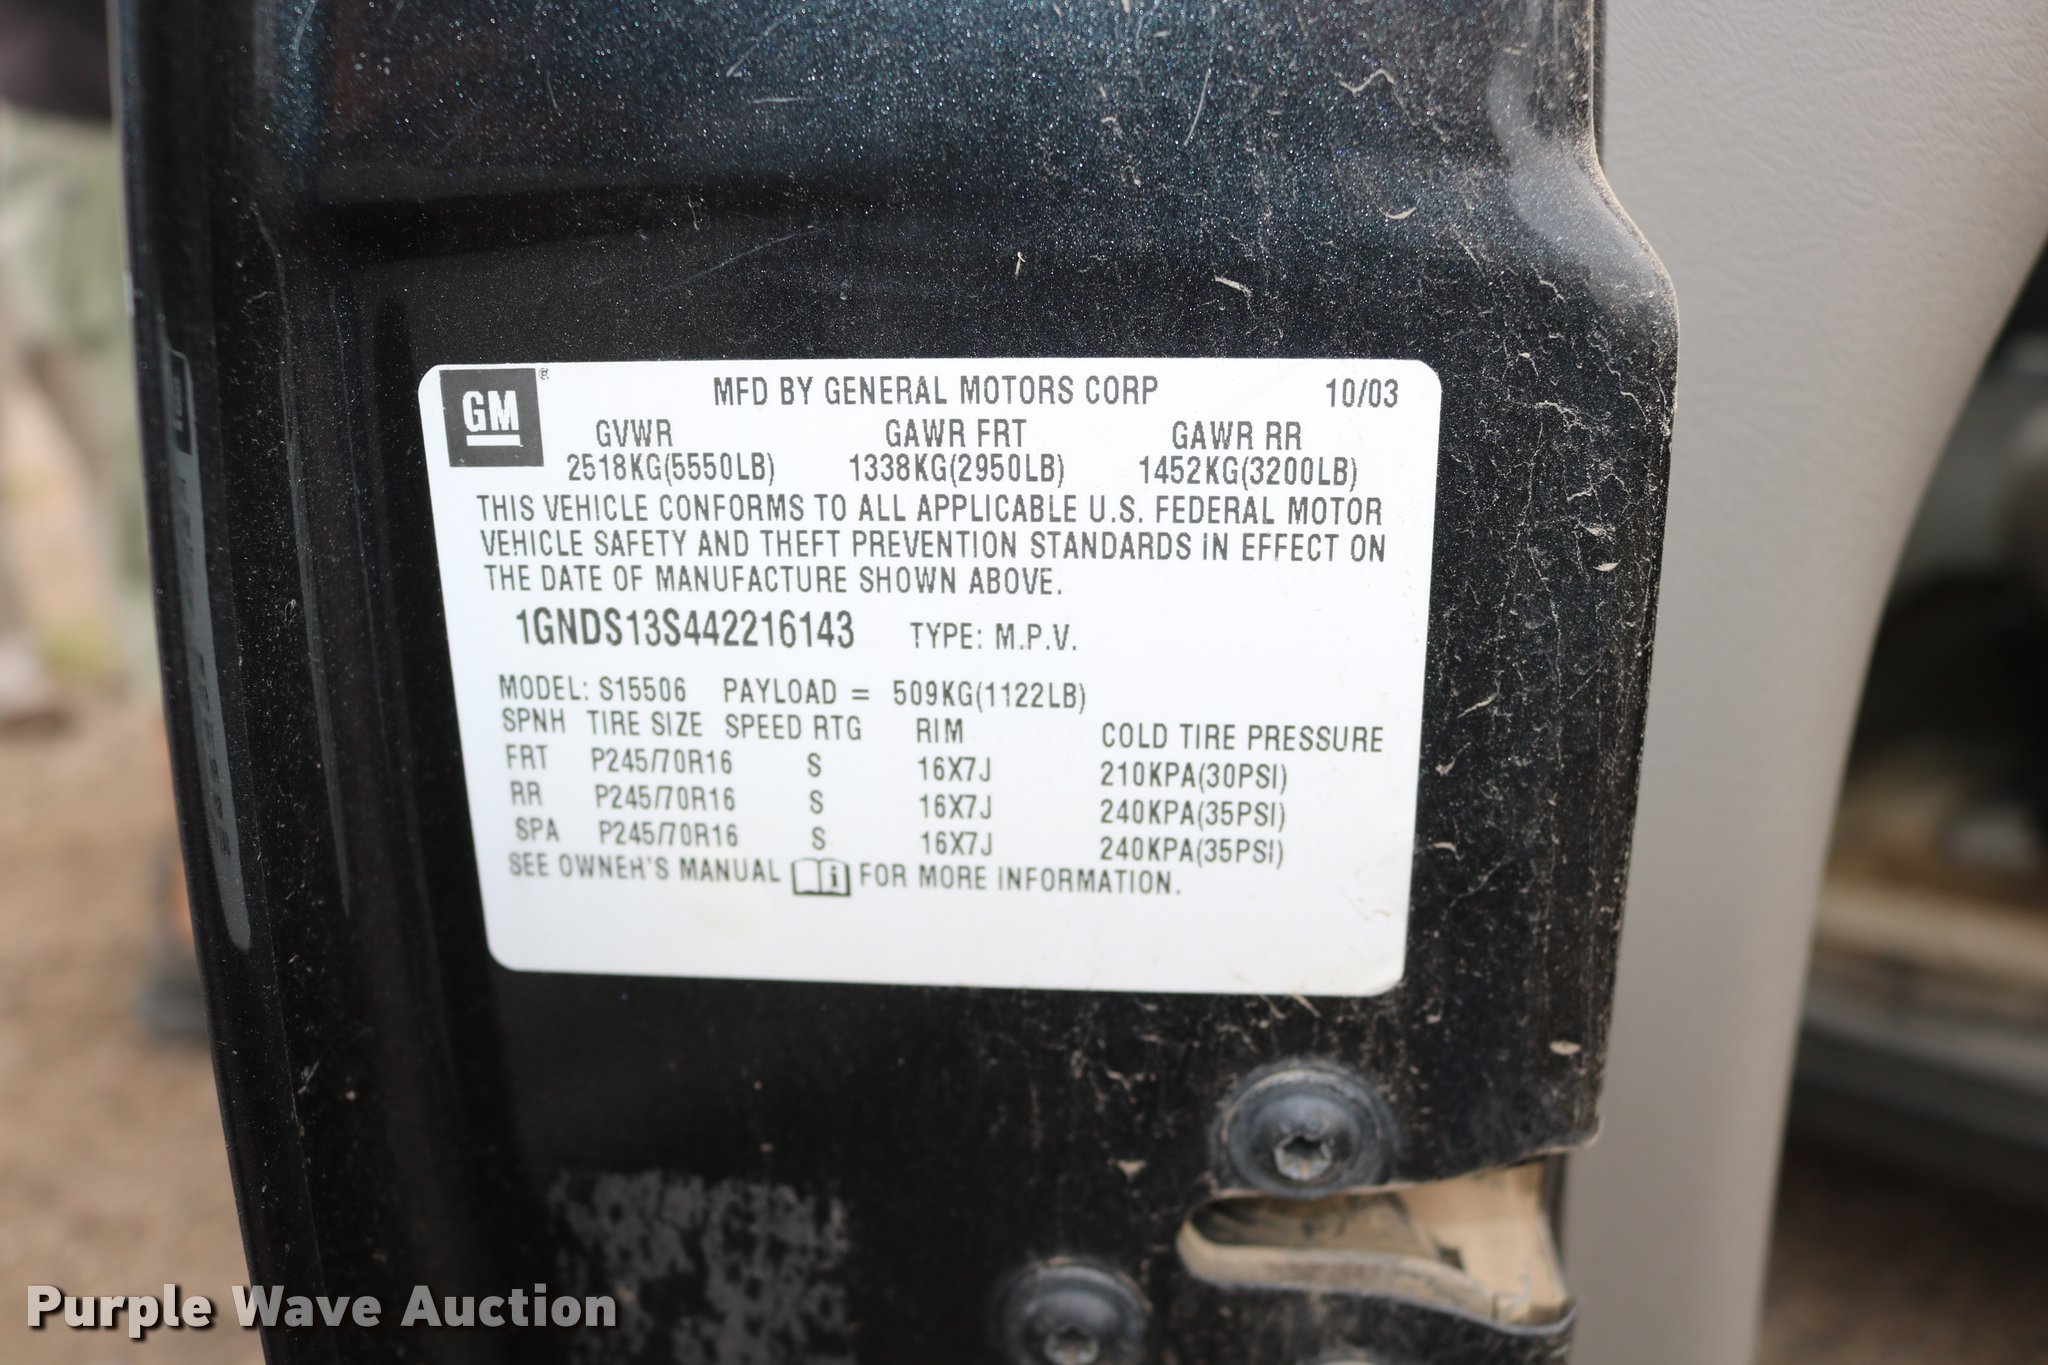 GM®
MFD BY GENERAL MOTORS CORP 10/03
GVWR GAWR FRT GAWR RR
2518KG(5550LB) 1338KG(2950LB) 1452KG(3200LB)
THIS VEHICLE CONFORMS TO ALL APPLICABLE U.S. FEDERAL MOTOR
VEHICLE SAFETY AND THEFT PREVENTION STANDARDS IN EFFECT ON
THE DATE OF MANUFACTURE SHOWN ABOVE.
1GNDS13S442216143 TYPE: M.P.V.
MODEL: S15506 PAYLOAD = 509KG(1122LB)
SPNH TIRE SIZE SPEED RTG RIM COLD TIRE PRESSURE
FRT P245/70R16 S 16X7J 210KPA(30PSI)
RR P245/70R16 S 16X7J 240KPA(35PSI)
SPA P245/70R16 S 16X7J 240KPA(35PSI)
SEE OWNER'S MANUAL i FOR MORE INFORMATION.
Purple Wave Auction